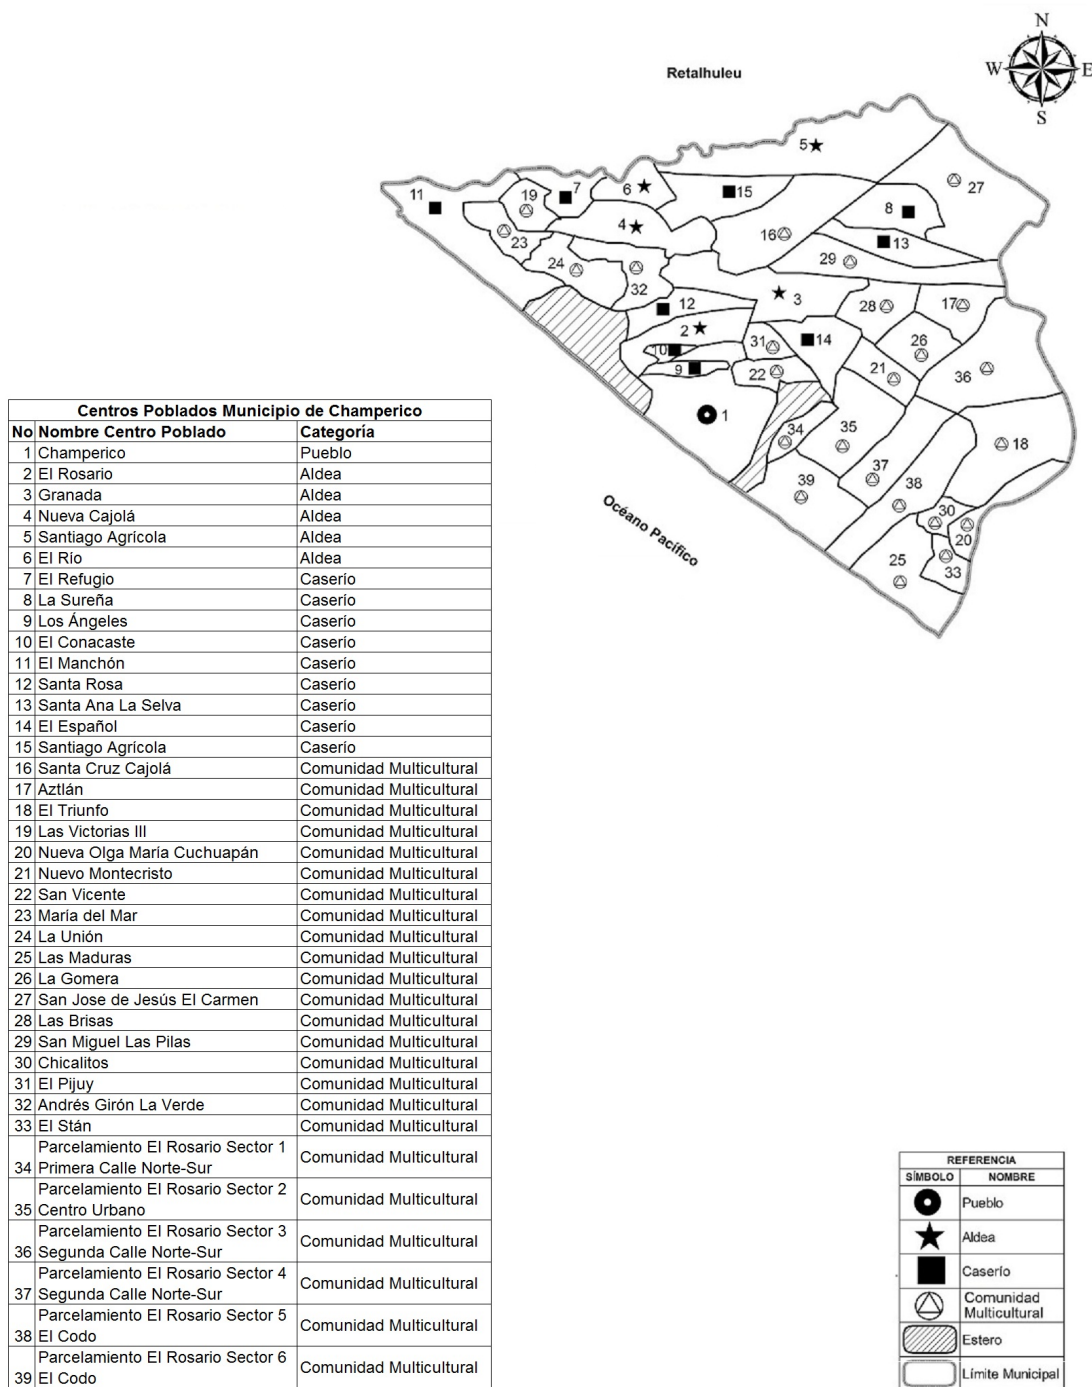 N
W E
S
Retalhuleu
5
27
11
19
7
6
15
8
4
23
16
13
24
29
32
12
3
28
17
2
31
14
26
10
9
22
21
36
1
34
35
18
39
37
38
30
20
25
33
Océano Pacífico
Centros Poblados Municipio de Champerico
No Nombre Centro Poblado Categoría
1 Champerico Pueblo
2 El Rosario Aldea
3 Granada Aldea
4 Nueva Cajolá Aldea
5 Santiago Agrícola Aldea
6 El Río Aldea
7 El Refugio Caserío
8 La Sureña Caserío
9 Los Ángeles Caserío
10 El Conacaste Caserío
11 El Manchón Caserío
12 Santa Rosa Caserío
13 Santa Ana La Selva Caserío
14 El Español Caserío
15 Santiago Agrícola Caserío
16 Santa Cruz Cajolá Comunidad Multicultural
17 Aztlán Comunidad Multicultural
18 El Triunfo Comunidad Multicultural
19 Las Victorias III Comunidad Multicultural
20 Nueva Olga María Cuchuapán Comunidad Multicultural
21 Nuevo Montecristo Comunidad Multicultural
22 San Vicente Comunidad Multicultural
23 María del Mar Comunidad Multicultural
24 La Unión Comunidad Multicultural
25 Las Maduras Comunidad Multicultural
26 La Gomera Comunidad Multicultural
27 San Jose de Jesús El Carmen Comunidad Multicultural
28 Las Brisas Comunidad Multicultural
29 San Miguel Las Pilas Comunidad Multicultural
30 Chicalitos Comunidad Multicultural
31 El Pijuy Comunidad Multicultural
32 Andrés Girón La Verde Comunidad Multicultural
33 El Stán Comunidad Multicultural
Parcelamiento El Rosario Sector 1
34 Primera Calle Norte-Sur Comunidad Multicultural
Parcelamiento El Rosario Sector 2
35 Centro Urbano Comunidad Multicultural
Parcelamiento El Rosario Sector 3
36 Segunda Calle Norte-Sur Comunidad Multicultural
Parcelamiento El Rosario Sector 4
37 Segunda Calle Norte-Sur Comunidad Multicultural
Parcelamiento El Rosario Sector 5
38 El Codo Comunidad Multicultural
Parcelamiento El Rosario Sector 6
39 El Codo Comunidad Multicultural
REFERENCIA
SÍMBOLO NOMBRE
Pueblo
Aldea
Caserío
Comunidad
Multicultural
Estero
Límite Municipal